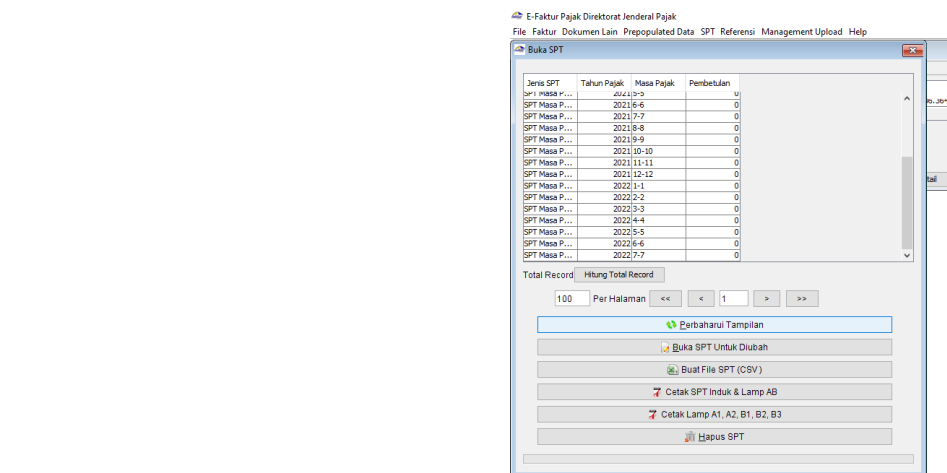 E-Faktur Pajak Direktorat Jenderal Pajak
File Faktur Dokumen Lain Prepopulated Data SPT Referensi Management Upload Help
Buka SPT
Jenis SPT Tahun Pajak Masa Pajak Pembetulan
SPT Masa P... 2021 5-5 0
SPT Masa P... 2021 6-6 0
SPT Masa P... 2021 7-7 0
SPT Masa P... 2021 8-8 0
SPT Masa P... 2021 9-9 0
SPT Masa P... 2021 10-10 0
SPT Masa P... 2021 11-11 0
SPT Masa P... 2021 12-12 0
SPT Masa P... 2022 1-1 0
SPT Masa P... 2022 2-2 0
SPT Masa P... 2022 3-3 0
SPT Masa P... 2022 4-4 0
SPT Masa P... 2022 5-5 0
SPT Masa P... 2022 6-6 0
SPT Masa P... 2022 7-7 0
tail
Total Record Hitung Total Record
100 Per Halaman << < 1 > >>
Perbaharui Tampilan
Buka SPT Untuk Diubah
Buat File SPT (CSV)
Cetak SPT Induk & Lamp AB
Cetak Lamp A1, A2, B1, B2, B3
Hapus SPT